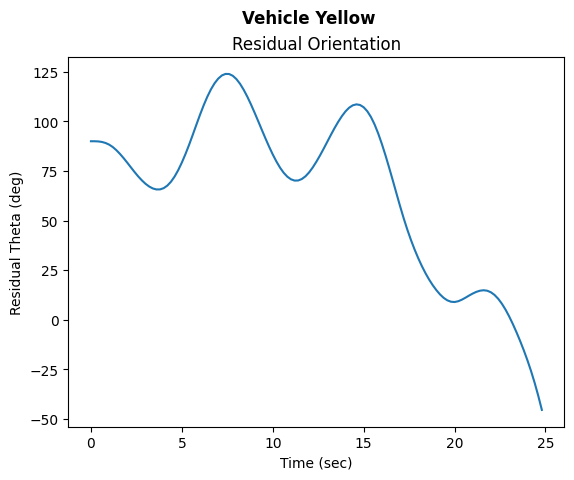 Vehicle Yellow
Residual Orientation
Residual Theta (deg)
125
100
75
50
25
0
−25
−50
0 5 10 15 20 25
Time (sec)